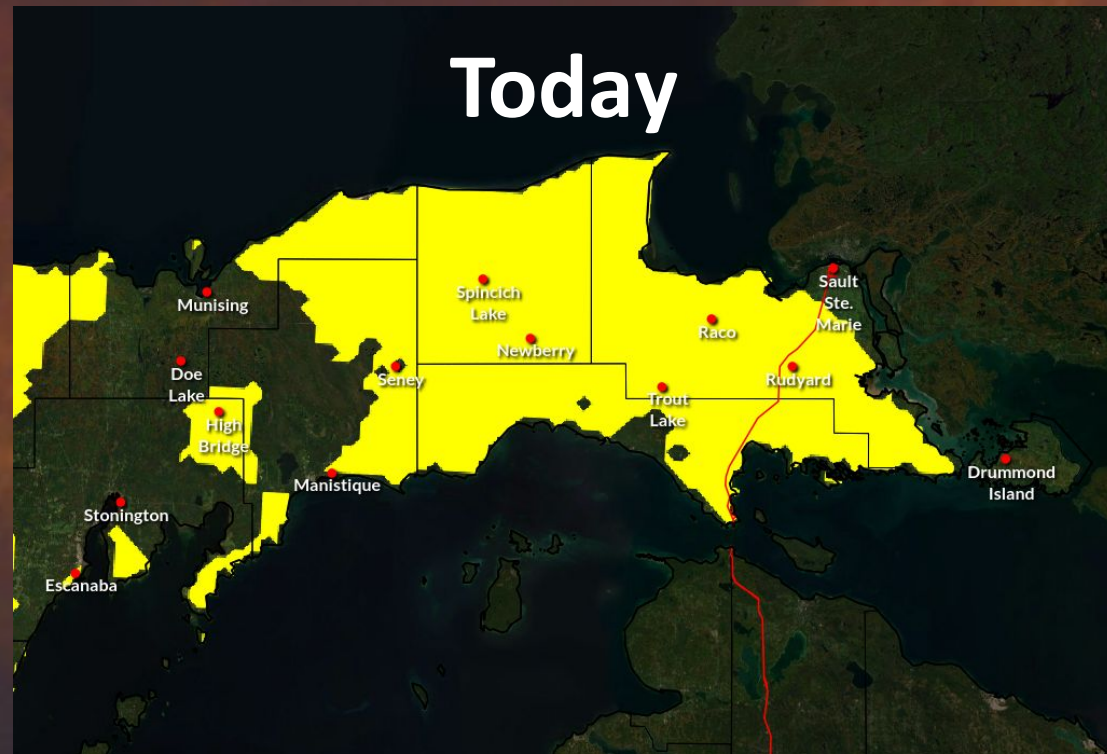 Today
Munising
Spincich
Lake
Sault
Ste.
Marie
Raco
Newberry
Doe
Lake
Seney
Rudyard
Trout
Lake
High
Bridge
Manistique
Drummond
Island
Stonington
Escanaba